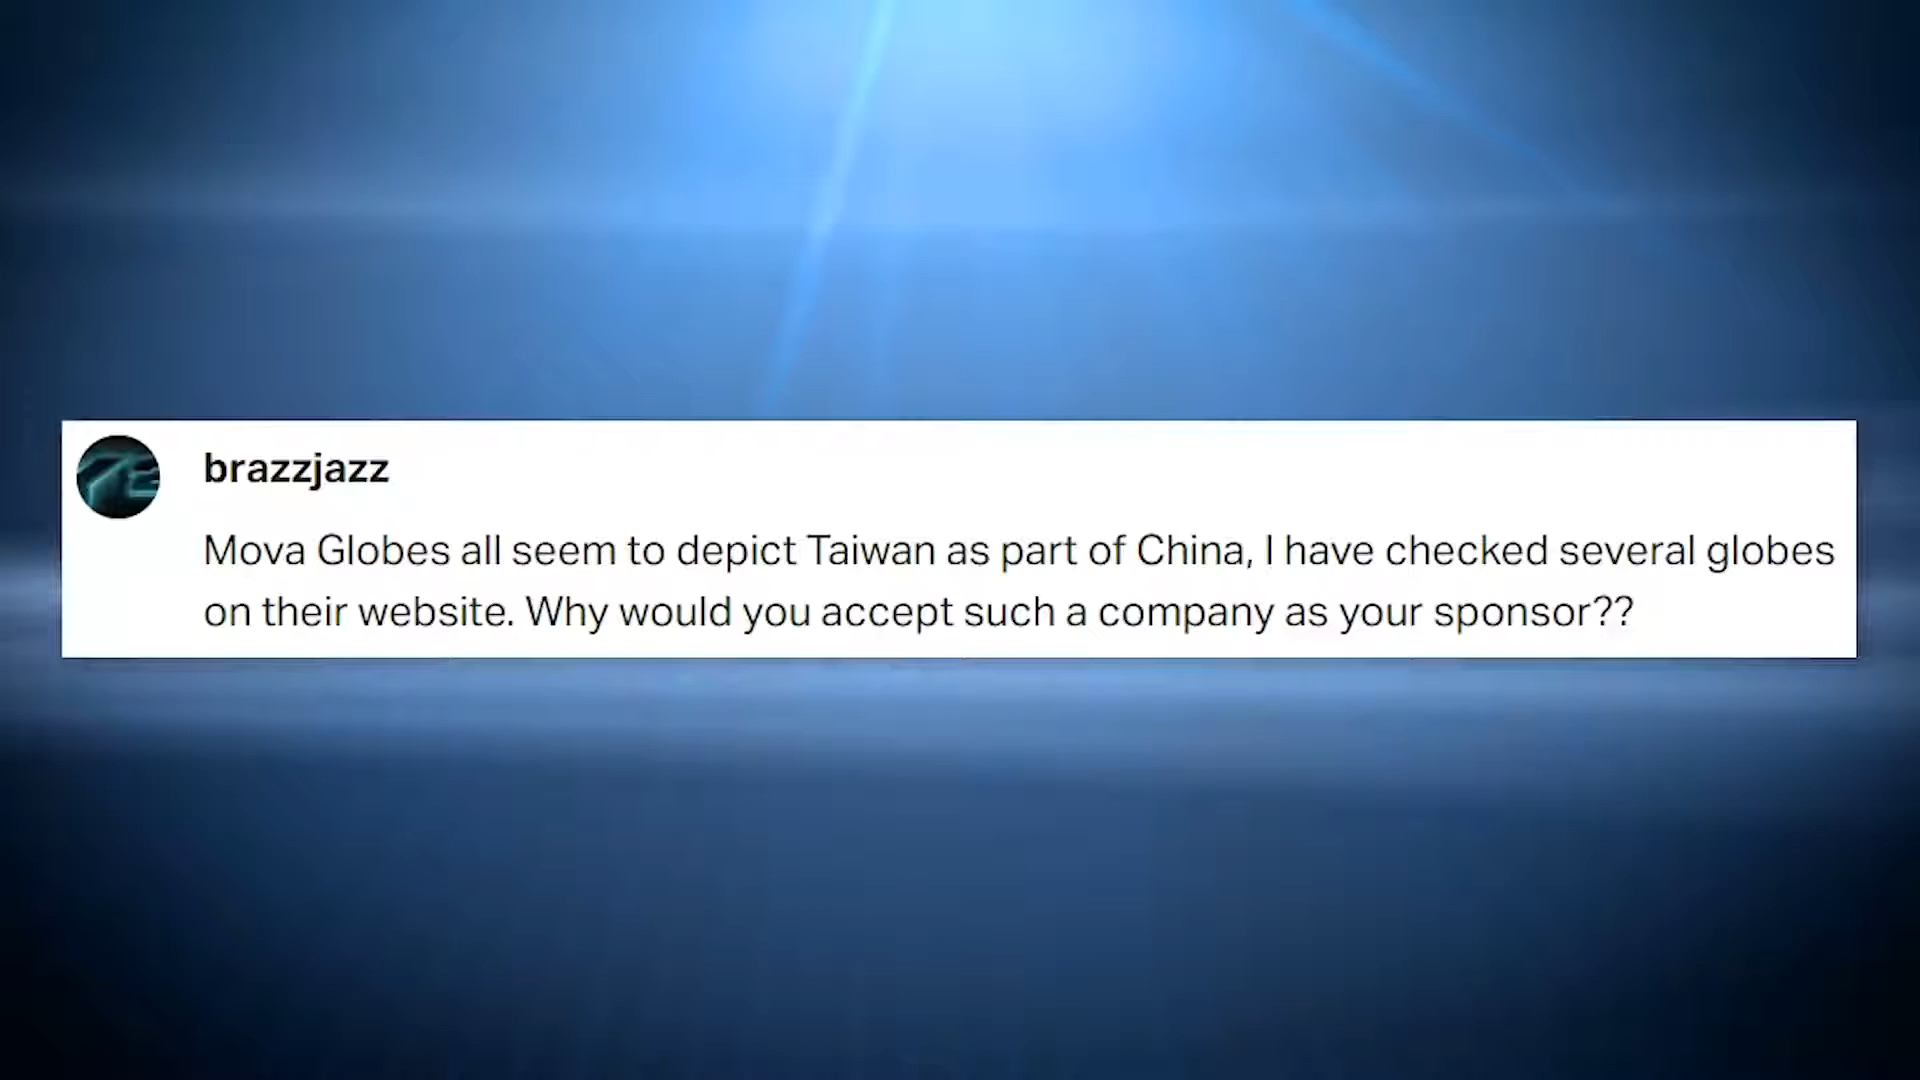 brazzjazz
Mova Globes all seem to depict Taiwan as part of China, I have checked several globes
on their website. Why would you accept such a company as your sponsor??